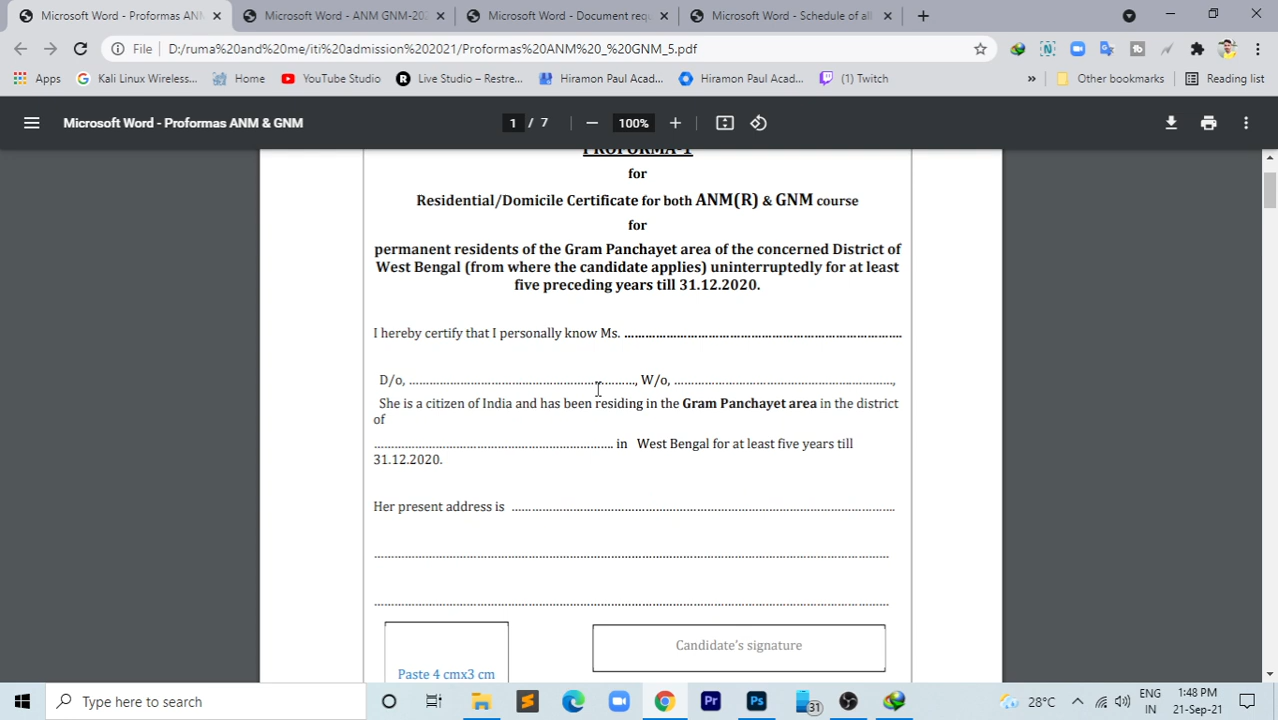 Microsoft Word - Proformas AN
Microsoft Word - ANM GNM-202
Microsoft Word - Document requ
Microsoft Word - Schedule of all
File
D:/ruma%20and%20me/iti%20admission%202021/Proformas%20ANM%20_%20GNM_5.pdf
Apps
Kali Linux Wireless...
Home
YouTube Studio
Live Studio – Restre...
Hiramon Paul Acad...
Hiramon Paul Acad...
(1) Twitch
»
Other bookmarks
Reading list
Microsoft Word - Proformas ANM & GNM
1 / 7
100%
PROFORMA-1
for
Residential/Domicile Certificate for both ANM(R) & GNM course
for
permanent residents of the Gram Panchayet area of the concerned District of
West Bengal (from where the candidate applies) uninterruptedly for at least
five preceding years till 31.12.2020.
I hereby certify that I personally know Ms. ……………………………………………………………………….
D/o, …………………………………………………………, W/o, ………………………………………………………,
She is a citizen of India and has been residing in the Gram Panchayet area in the district
of
……………………………………………………………. in West Bengal for at least five years till
31.12.2020.
Her present address is ………………………………………………………………………………………………….
………………………………………………………………………………………………………………………………………
………………………………………………………………………………………………………………………………………
Candidate's signature
Paste 4 cmx3 cm
Type here to search
31
28°C
ENG
IN
1:48 PM
21-Sep-21